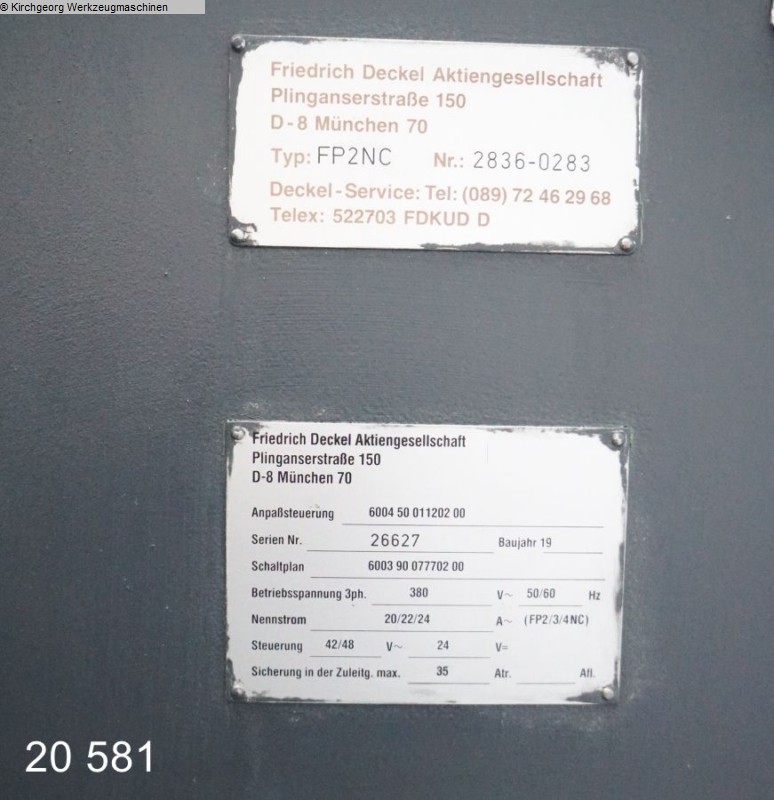 © Kirchgeorg Werkzeugmaschinen
Friedrich Deckel Aktiengesellschaft
Plinganserstraße 150
D-8 München 70
Typ: FP2NC Nr.: 2836-0283
Deckel-Service: Tel: (089) 72 46 29 68
Telex: 522703 FDKUD D
Friedrich Deckel Aktiengesellschaft
Plinganserstraße 150
D-8 München 70
Anpaßsteuerung 6004 50 011202 00
Serien Nr. 26627 Baujahr 19
Schaltplan 6003 90 077702 00
Betriebsspannung 3ph. 380 V~ 50/60 Hz
Nennstrom 20/22/24 A~ (FP2/3/4NC)
Steuerung 42/48 V~ 24 V=
Sicherung in der Zuleitg. max. 35 Atr. Afl.
20 581